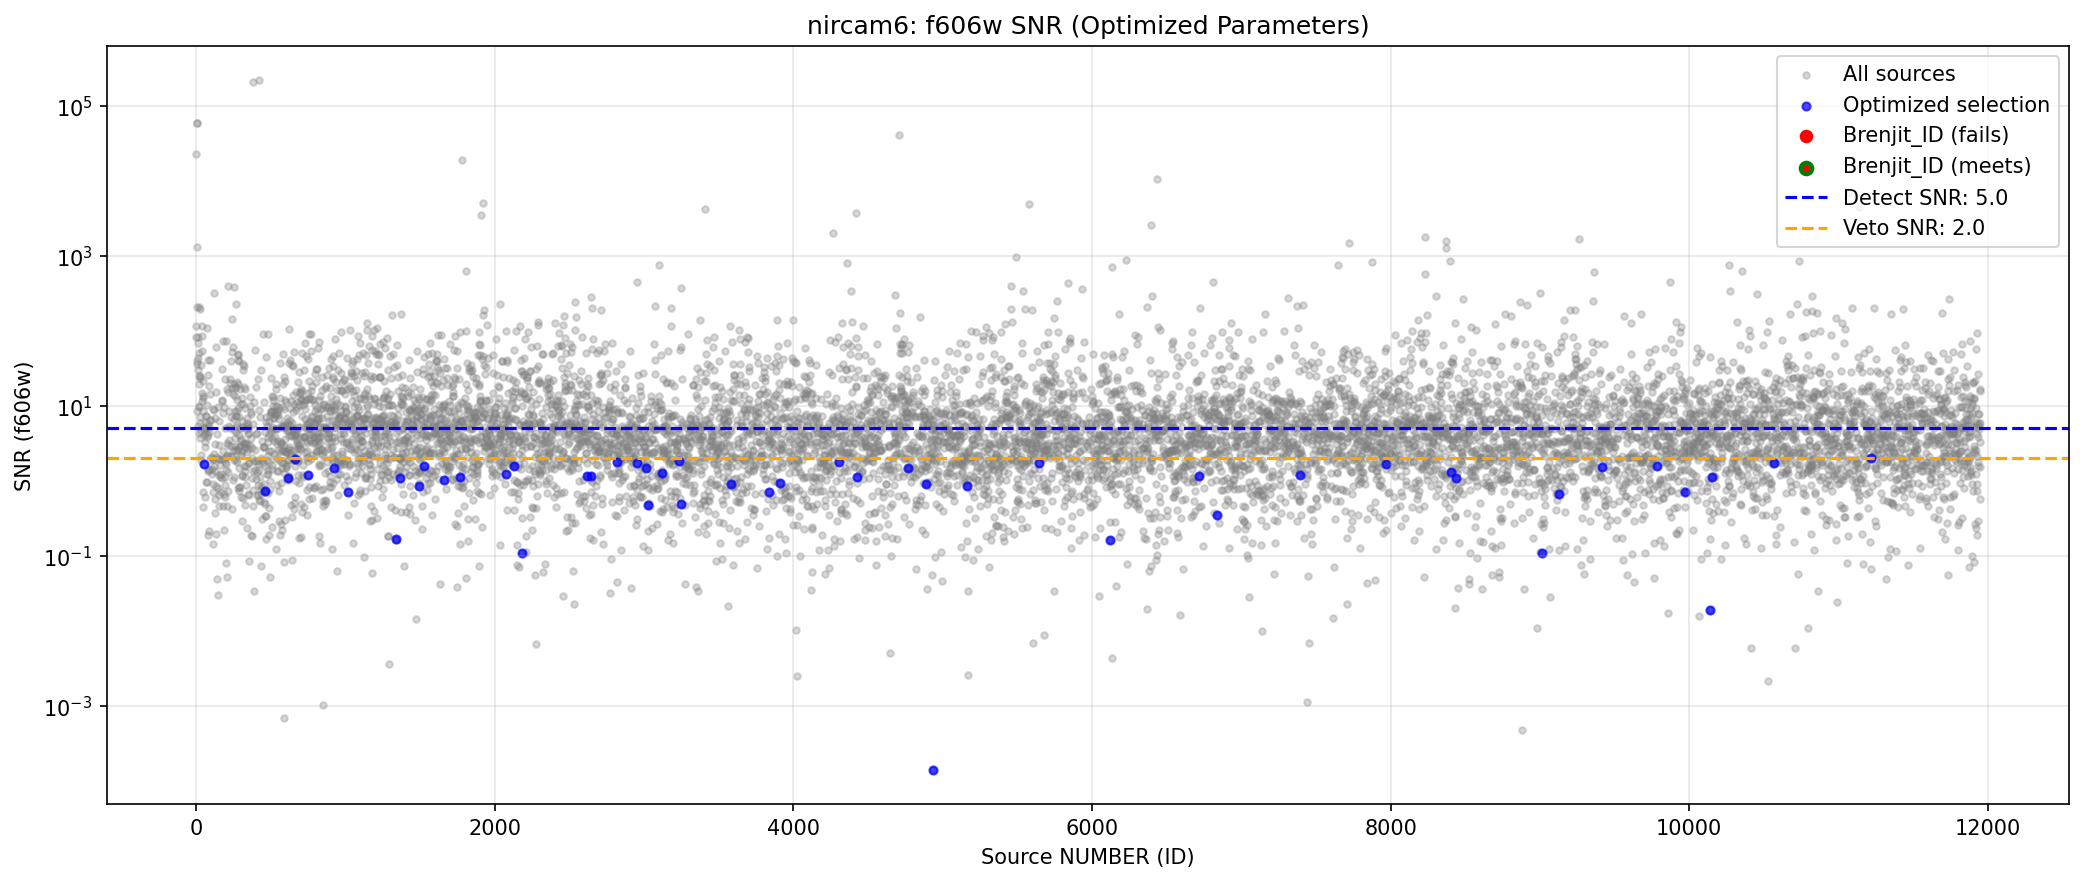 nircam6: f606w SNR (Optimized Parameters)
All sources
Optimized selection
Brenjit_ID (fails)
Brenjit_ID (meets)
Detect SNR: 5.0
Veto SNR: 2.0
SNR (f606w)
10^5
10^3
10^1
10^-1
10^-3
0 2000 4000 6000 8000 10000 12000
Source NUMBER (ID)